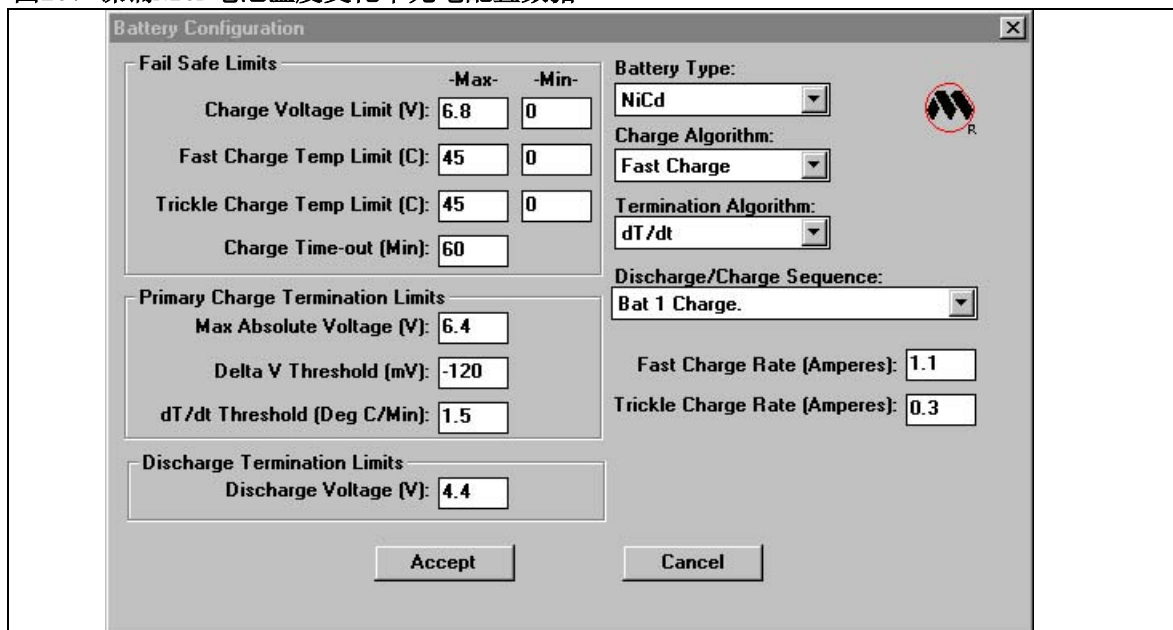 Battery Configuration
Fail Safe Limits
-Max- -Min-
Charge Voltage Limit (V): 6.8 0
Fast Charge Temp Limit (C): 45 0
Trickle Charge Temp Limit (C): 45 0
Charge Time-out (Min): 60
Primary Charge Termination Limits
Max Absolute Voltage (V): 6.4
Delta V Threshold (mV): -120
dT/dt Threshold (Deg C/Min): 1.5
Discharge Termination Limits
Discharge Voltage (V): 4.4
Battery Type:
NiCd
Charge Algorithm:
Fast Charge
Termination Algorithm:
dT/dt
Discharge/Charge Sequence:
Bat 1 Charge.
Fast Charge Rate (Amperes): 1.1
Trickle Charge Rate (Amperes): 0.3
R
Accept Cancel